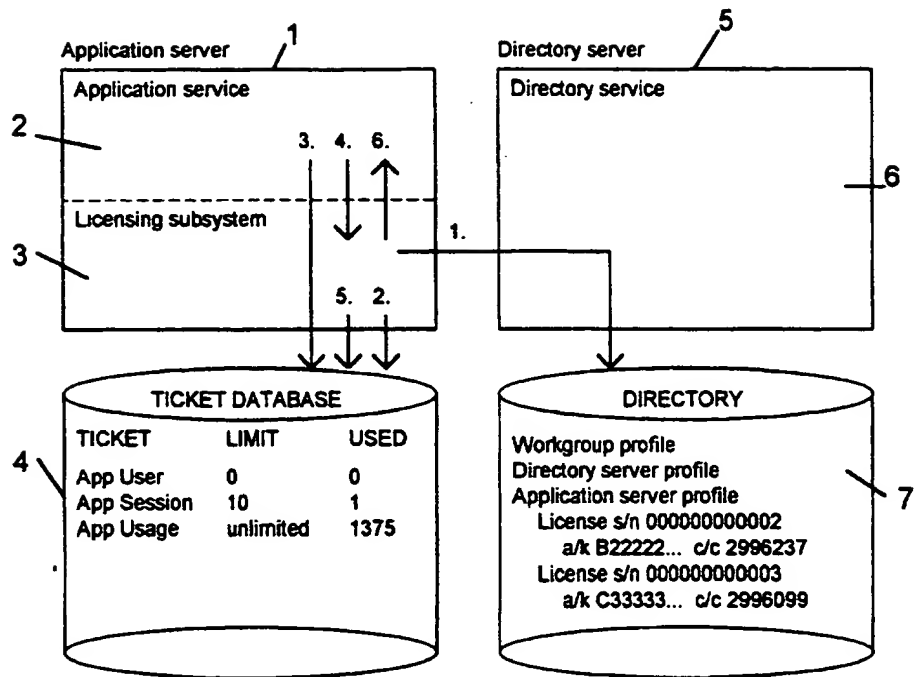 1
Application server
Application service
2
3. 4. 6.
Licensing subsystem
3
1.
5. 2.
5
Directory server
Directory service
6
4
TICKET DATABASE
TICKET LIMIT USED
App User 0 0
App Session 10 1
App Usage unlimited 1375
DIRECTORY
Workgroup profile
Directory server profile
Application server profile
License s/n 000000000002
a/k B22222... c/c 2996237
License s/n 000000000003
a/k C33333... c/c 2996099
7